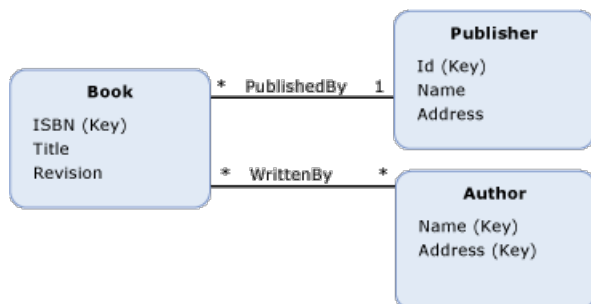 Book
ISBN (Key)
Title
Revision
* PublishedBy 1
Publisher
Id (Key)
Name
Address
* WrittenBy *
Author
Name (Key)
Address (Key)